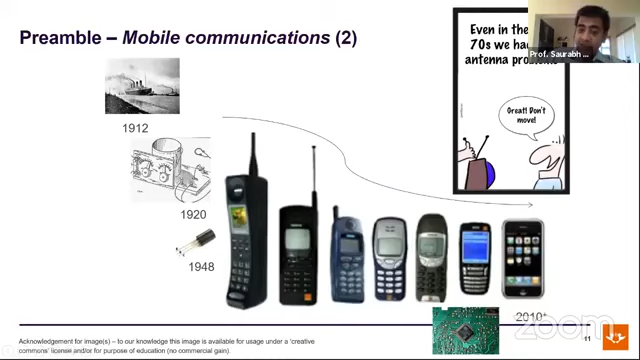 Preamble – Mobile communications (2)
Even in the
70s we had
antenna problems
Prof. Saurabh
Great! Don't
move!
1912
1920
1948
2010+
zoom
Acknowledgement for image(s) – to our knowledge this image is available for usage under a 'creative
commons' license and/or for purpose of education (no commercial gain).
11